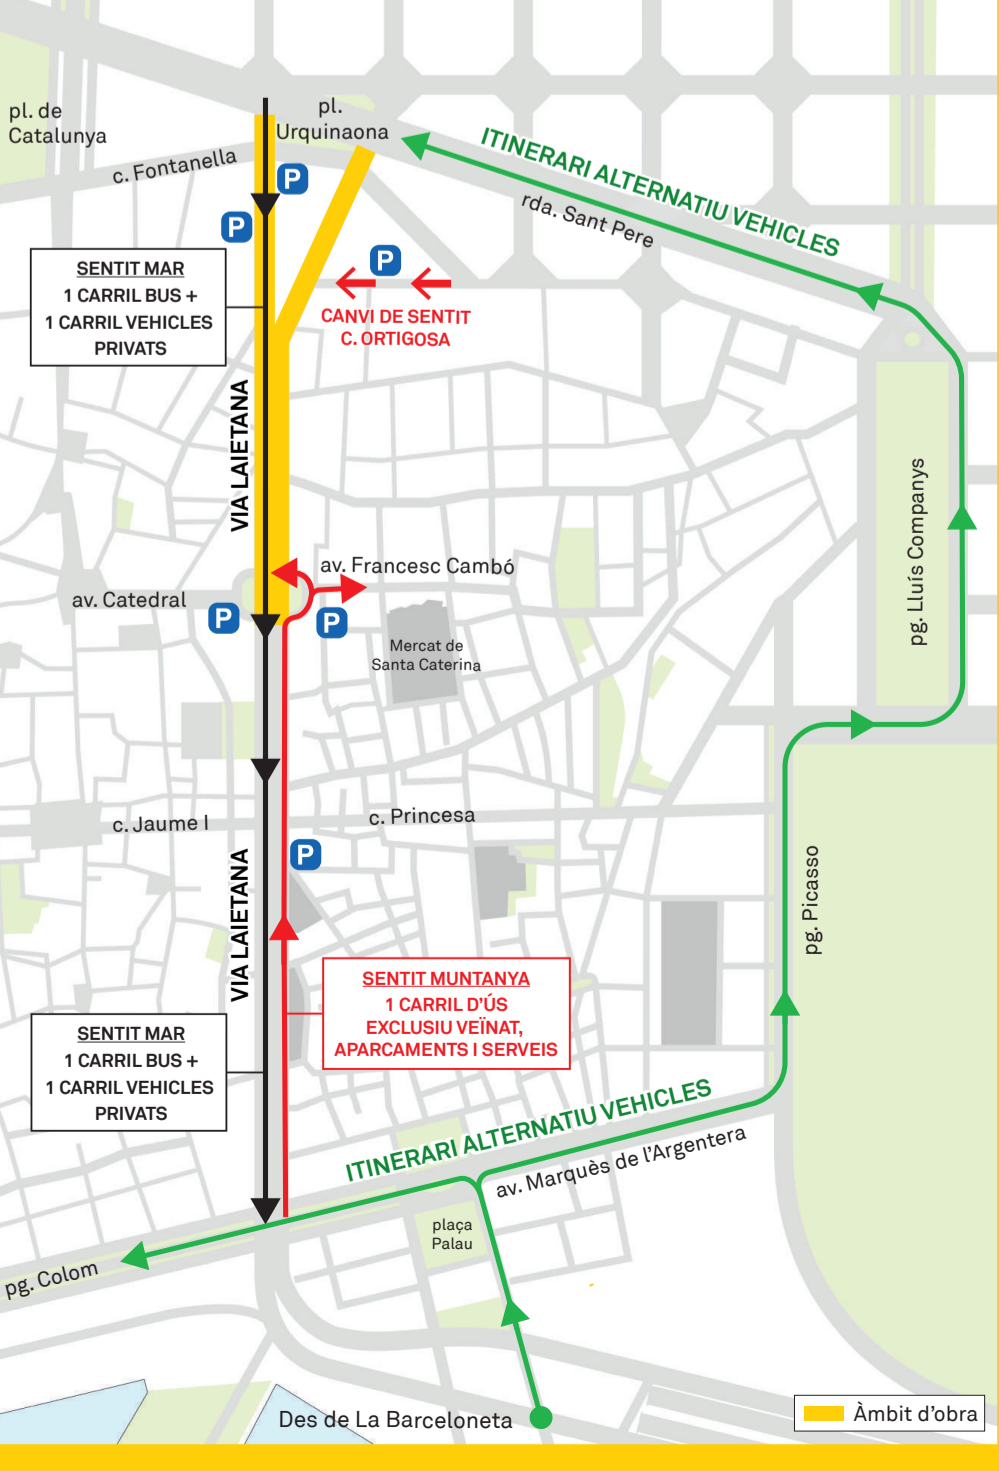 pl. de
Catalunya
pl.
Urquinaona
c. Fontanella
P
P
ITINERARI ALTERNATIU VEHICLES
rda. Sant Pere
P
CANVI DE SENTIT
C. ORTIGOSA
SENTIT MAR
1 CARRIL BUS +
1 CARRIL VEHICLES
PRIVATS
VIA LAIETANA
pg. Lluís Companys
av. Francesc Cambó
av. Catedral
P
P
Mercat de
Santa Caterina
c. Jaume I
c. Princesa
P
VIA LAIETANA
pg. Picasso
SENTIT MUNTANYA
1 CARRIL D'ÚS
EXCLUSIU VEÏNAT,
APARCAMENTS I SERVEIS
SENTIT MAR
1 CARRIL BUS +
1 CARRIL VEHICLES
PRIVATS
ITINERARI ALTERNATIU VEHICLES
av. Marquès de l'Argentera
plaça
Palau
pg. Colom
Des de La Barceloneta
Àmbit d'obra